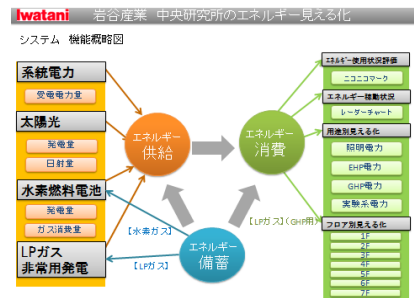 Iwatani 岩谷産業 中央研究所のエネルギー見える化
システム 機能概略図
系統電力
受電電力量
太陽光
発電量
日射量
水素燃料電池
発電量
ガス消費量
LPガス
非常用発電
エネルギー
供給
エネルギー
消費
エネルギー
備蓄
【水素ガス】
【LPガス】
【LPガス】(GHP用)
エネルギー使用状況評価
ニコニコマーク
エネルギー稼動状況
レーダーチャート
用途別見える化
照明電力
EHP電力
GHP電力
実験系電力
フロア別見える化
1F
2F
3F
4F
5F
6F
7F